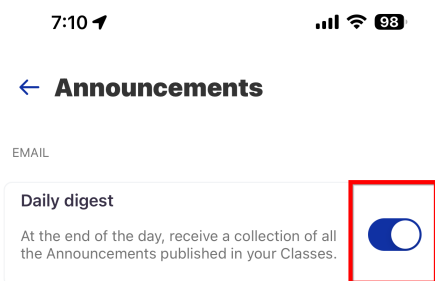 7:10 98
Announcements
EMAIL
Daily digest
At the end of the day, receive a collection of all
the Announcements published in your Classes.